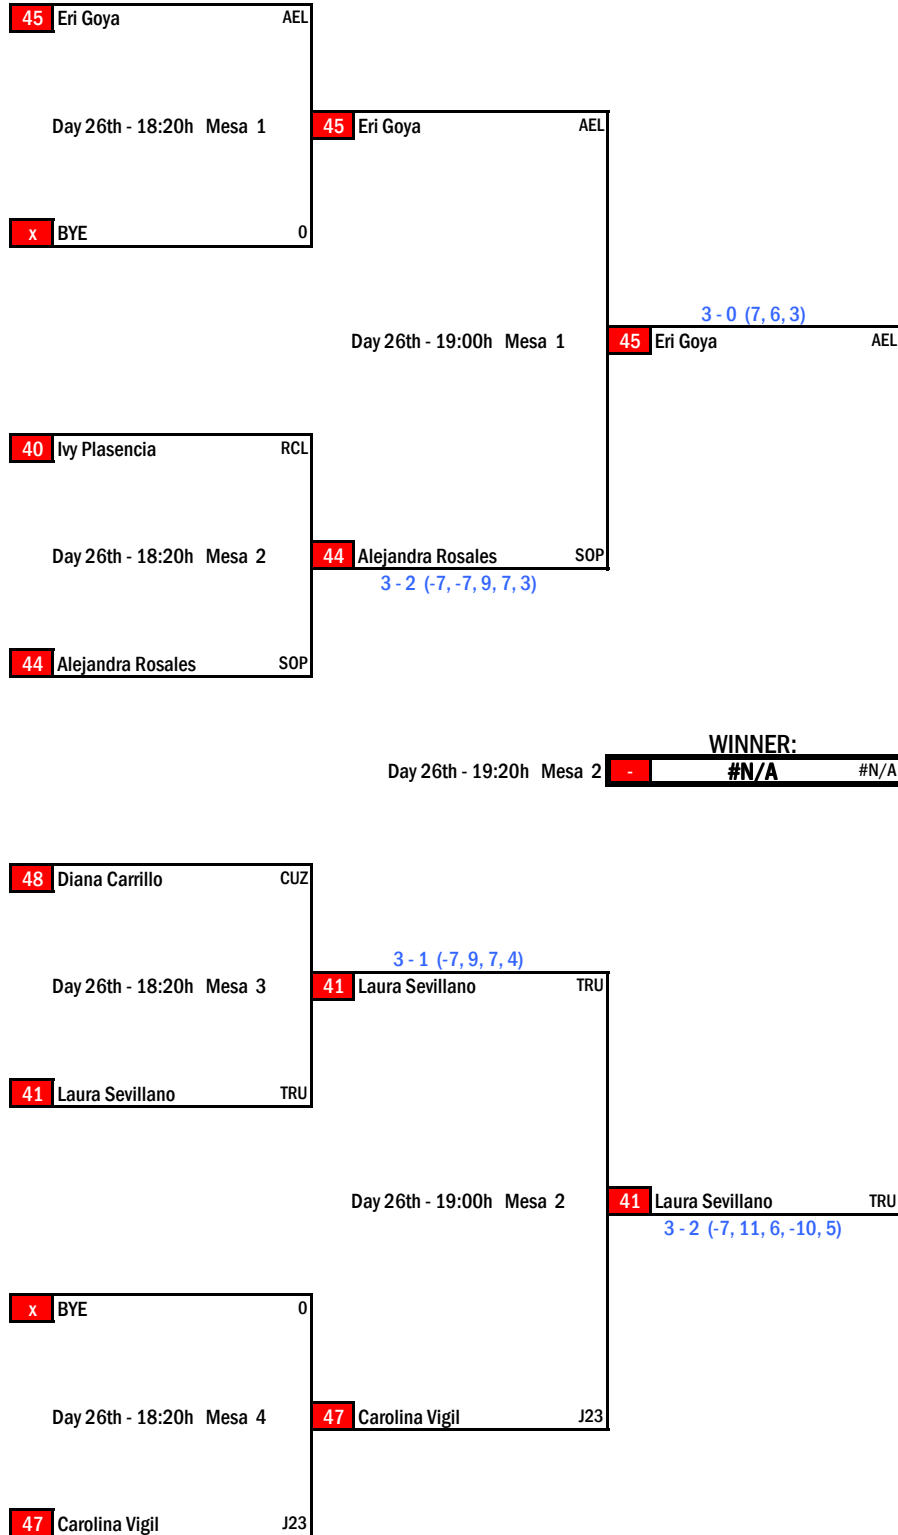 45 Eri Goya AEL
Day 26th - 18:20h Mesa 1
45 Eri Goya AEL
x BYE 0
3 - 0 (7, 6, 3)
Day 26th - 19:00h Mesa 1
45 Eri Goya AEL
40 Ivy Plasencia RCL
Day 26th - 18:20h Mesa 2
44 Alejandra Rosales SOP
3 - 2 (-7, -7, 9, 7, 3)
44 Alejandra Rosales SOP
WINNER:
Day 26th - 19:20h Mesa 2
- #N/A #N/A
48 Diana Carrillo CUZ
3 - 1 (-7, 9, 7, 4)
Day 26th - 18:20h Mesa 3
41 Laura Sevillano TRU
41 Laura Sevillano TRU
Day 26th - 19:00h Mesa 2
41 Laura Sevillano TRU
3 - 2 (-7, 11, 6, -10, 5)
x BYE 0
Day 26th - 18:20h Mesa 4
47 Carolina Vigil J23
47 Carolina Vigil J23